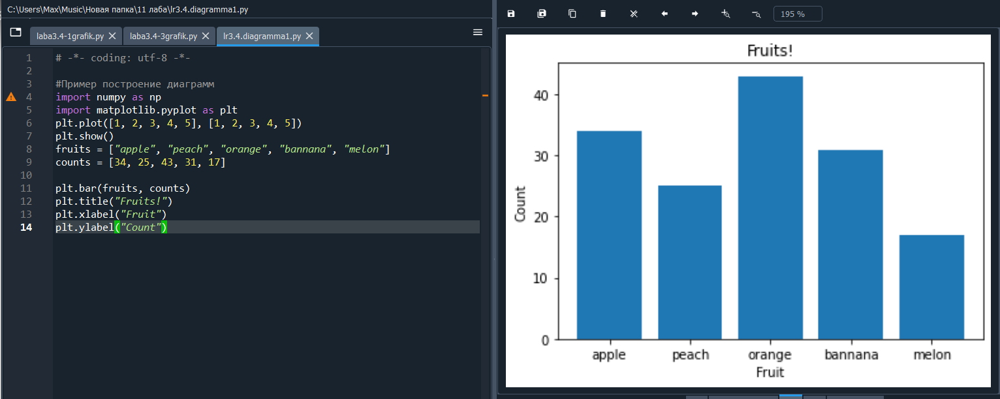 C:\Users\Max\Music\Новая папка\11 лаба\lr3.4.diagramma1.py
laba3.4-1grafik.py
laba3.4-3grafik.py
lr3.4.diagramma1.py
1 # -*- coding: utf-8 -*-
2
3 #Пример построение диаграмм
4 import numpy as np
5 import matplotlib.pyplot as plt
6 plt.plot([1, 2, 3, 4, 5], [1, 2, 3, 4, 5])
7 plt.show()
8 fruits = ["apple", "peach", "orange", "bannana", "melon"]
9 counts = [34, 25, 43, 31, 17]
10
11 plt.bar(fruits, counts)
12 plt.title("Fruits!")
13 plt.xlabel("Fruit")
14 plt.ylabel("Count")
195 %
Fruits!
40
30
20
10
0
Count
apple peach orange bannana melon
Fruit